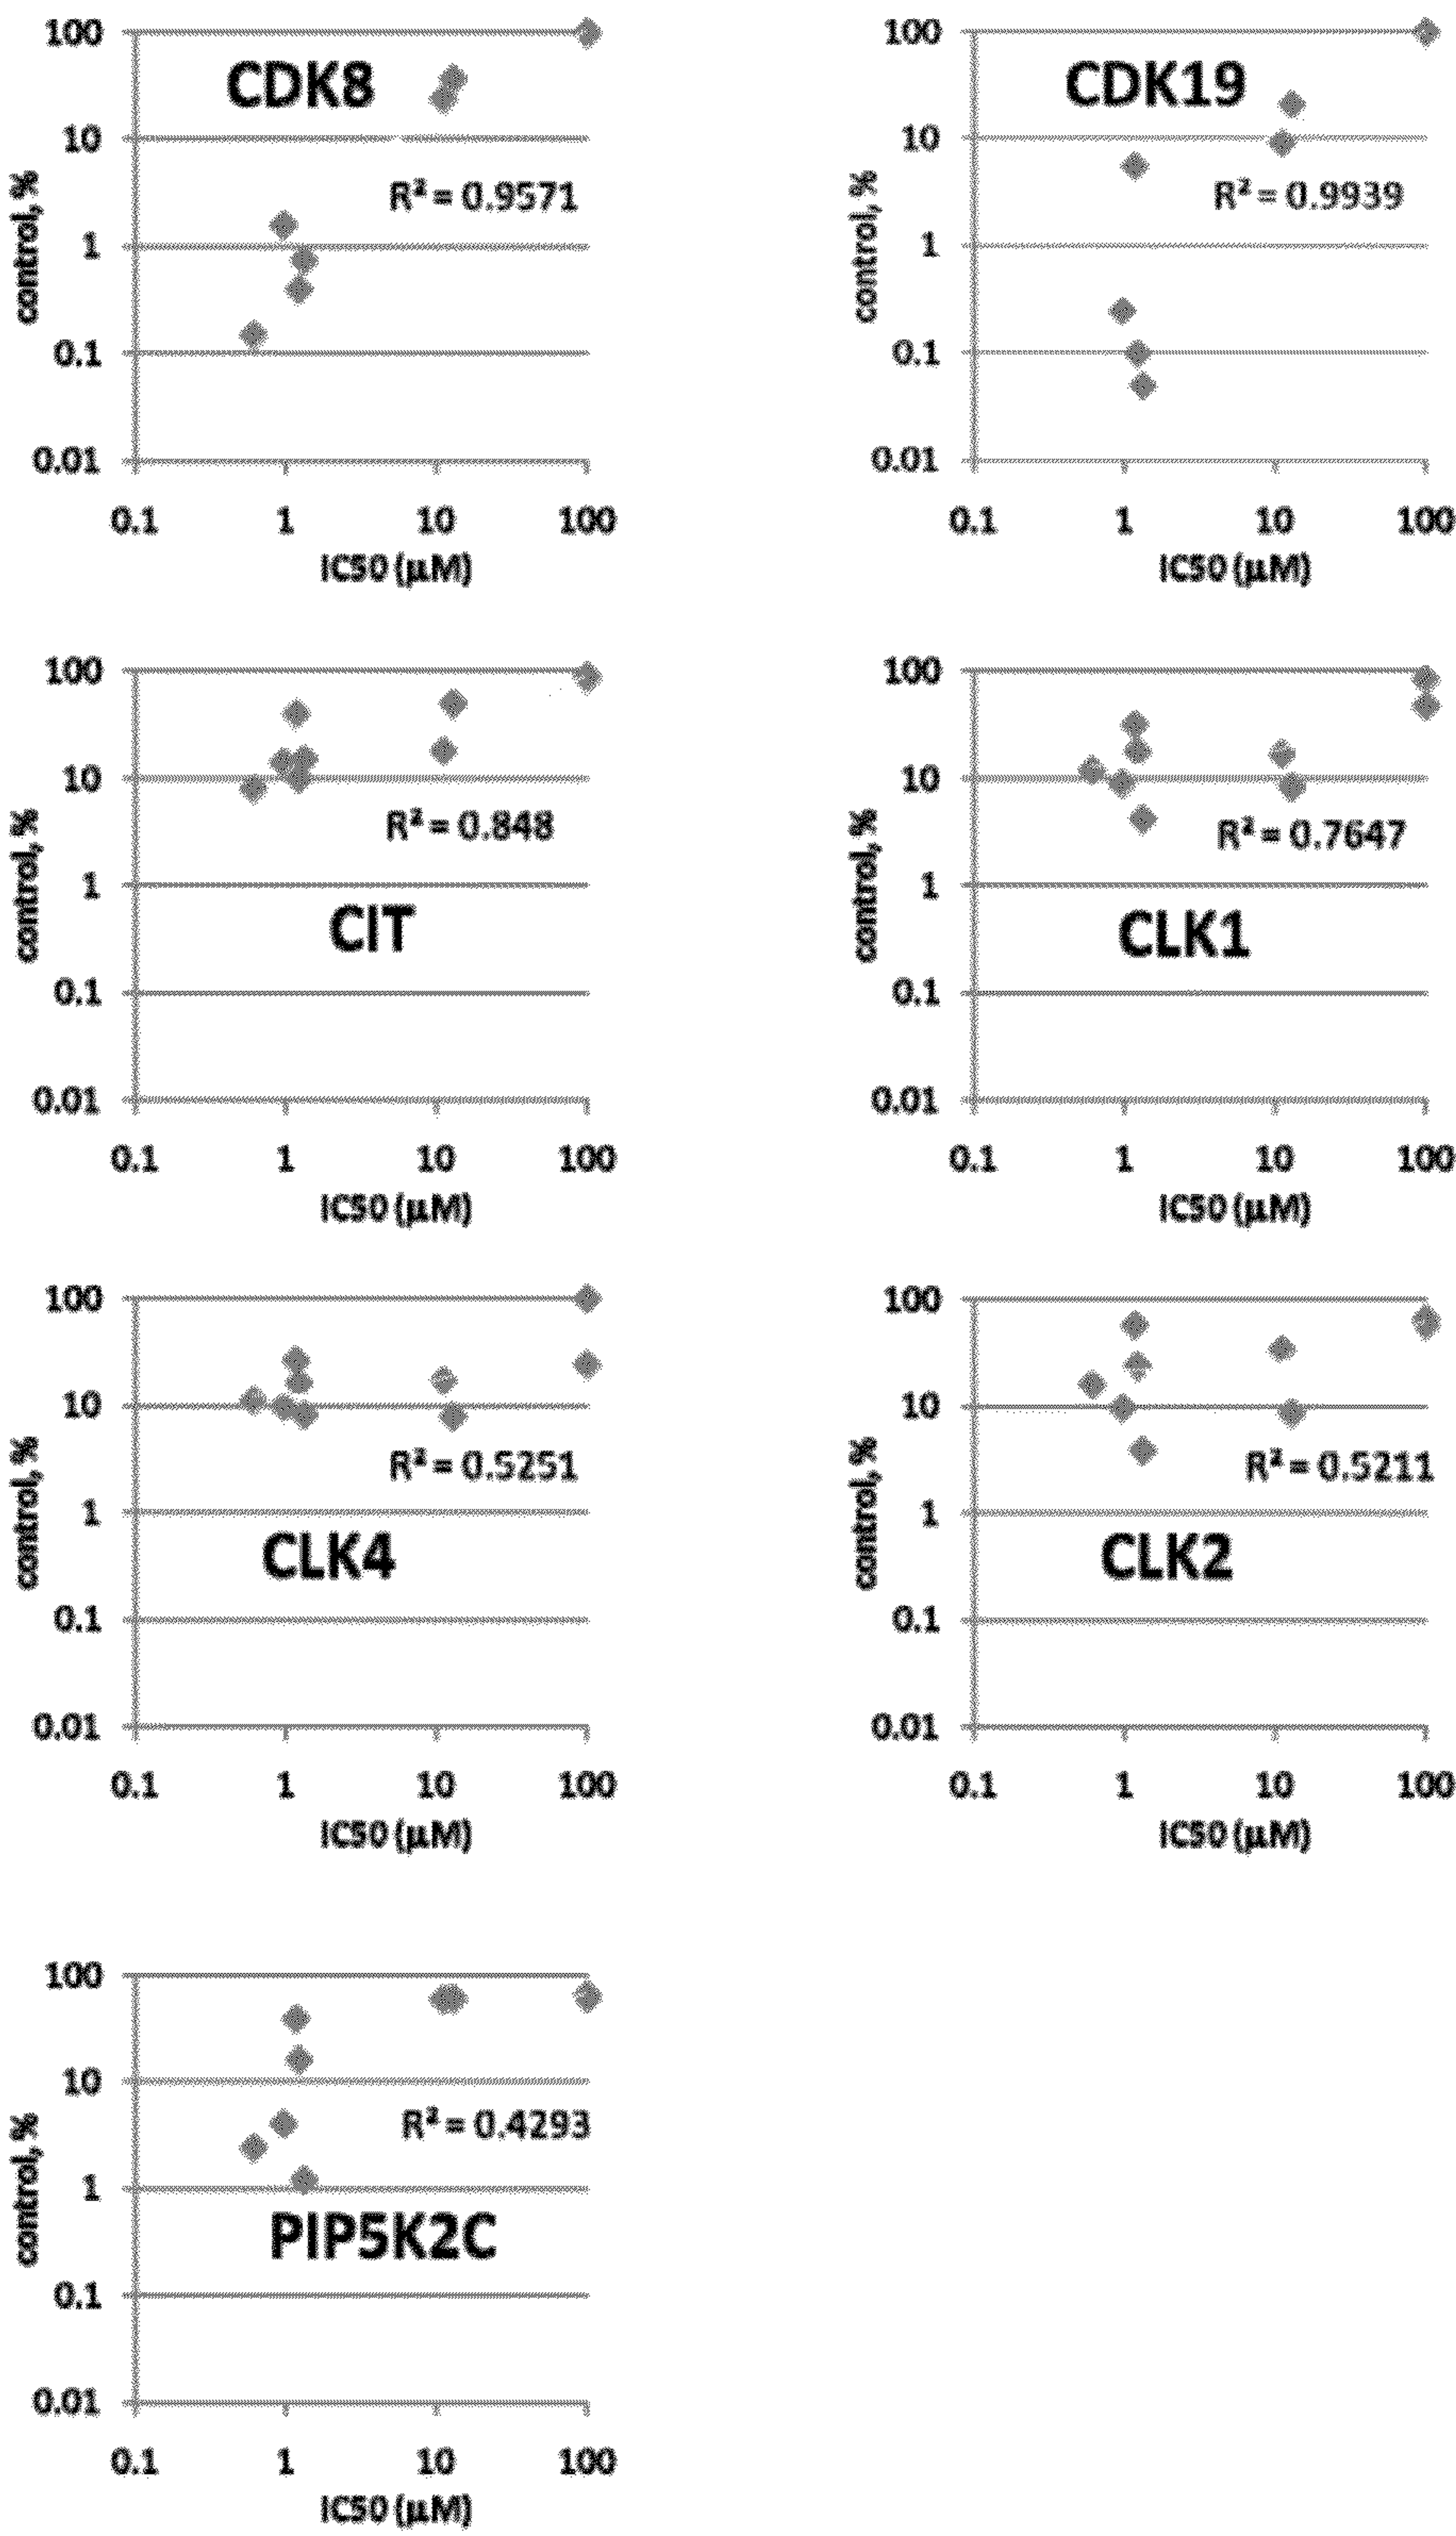 100
CDK8
10
R² = 0.9571
1
0.1
0.01
control, %
0.1 1 10 100
IC50 (µM)
100
CDK19
10
R² = 0.9939
1
0.1
0.01
control, %
0.1 1 10 100
IC50 (µM)
100
10
R² = 0.848
1
CIT
0.1
0.01
control, %
0.1 1 10 100
IC50 (µM)
100
10
R² = 0.7647
1
CLK1
0.1
0.01
control, %
0.1 1 10 100
IC50 (µM)
100
10
R² = 0.5251
1
CLK4
0.1
0.01
control, %
0.1 1 10 100
IC50 (µM)
100
10
R² = 0.5211
1
CLK2
0.1
0.01
control, %
0.1 1 10 100
IC50 (µM)
100
10
R² = 0.4293
1
PIP5K2C
0.1
0.01
control, %
0.1 1 10 100
IC50 (µM)